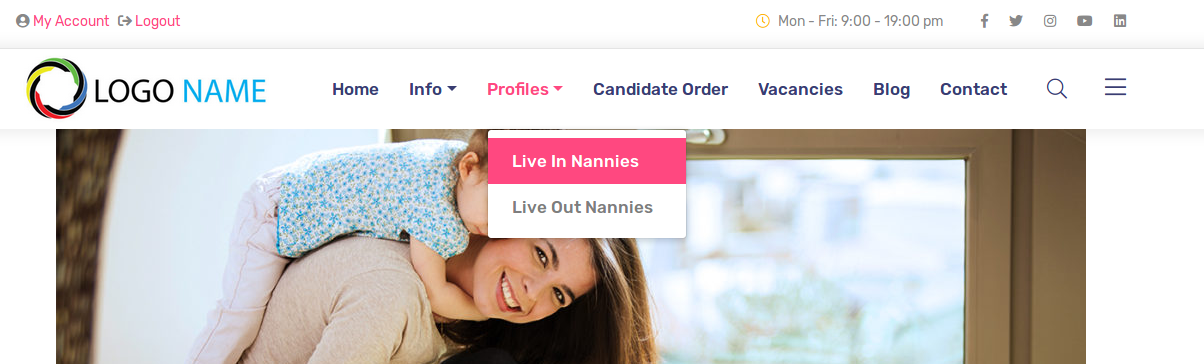 My Account Logout Mon - Fri: 9:00 - 19:00 pm
LOGO NAME Home Info Profiles Candidate Order Vacancies Blog Contact
Live In Nannies
Live Out Nannies